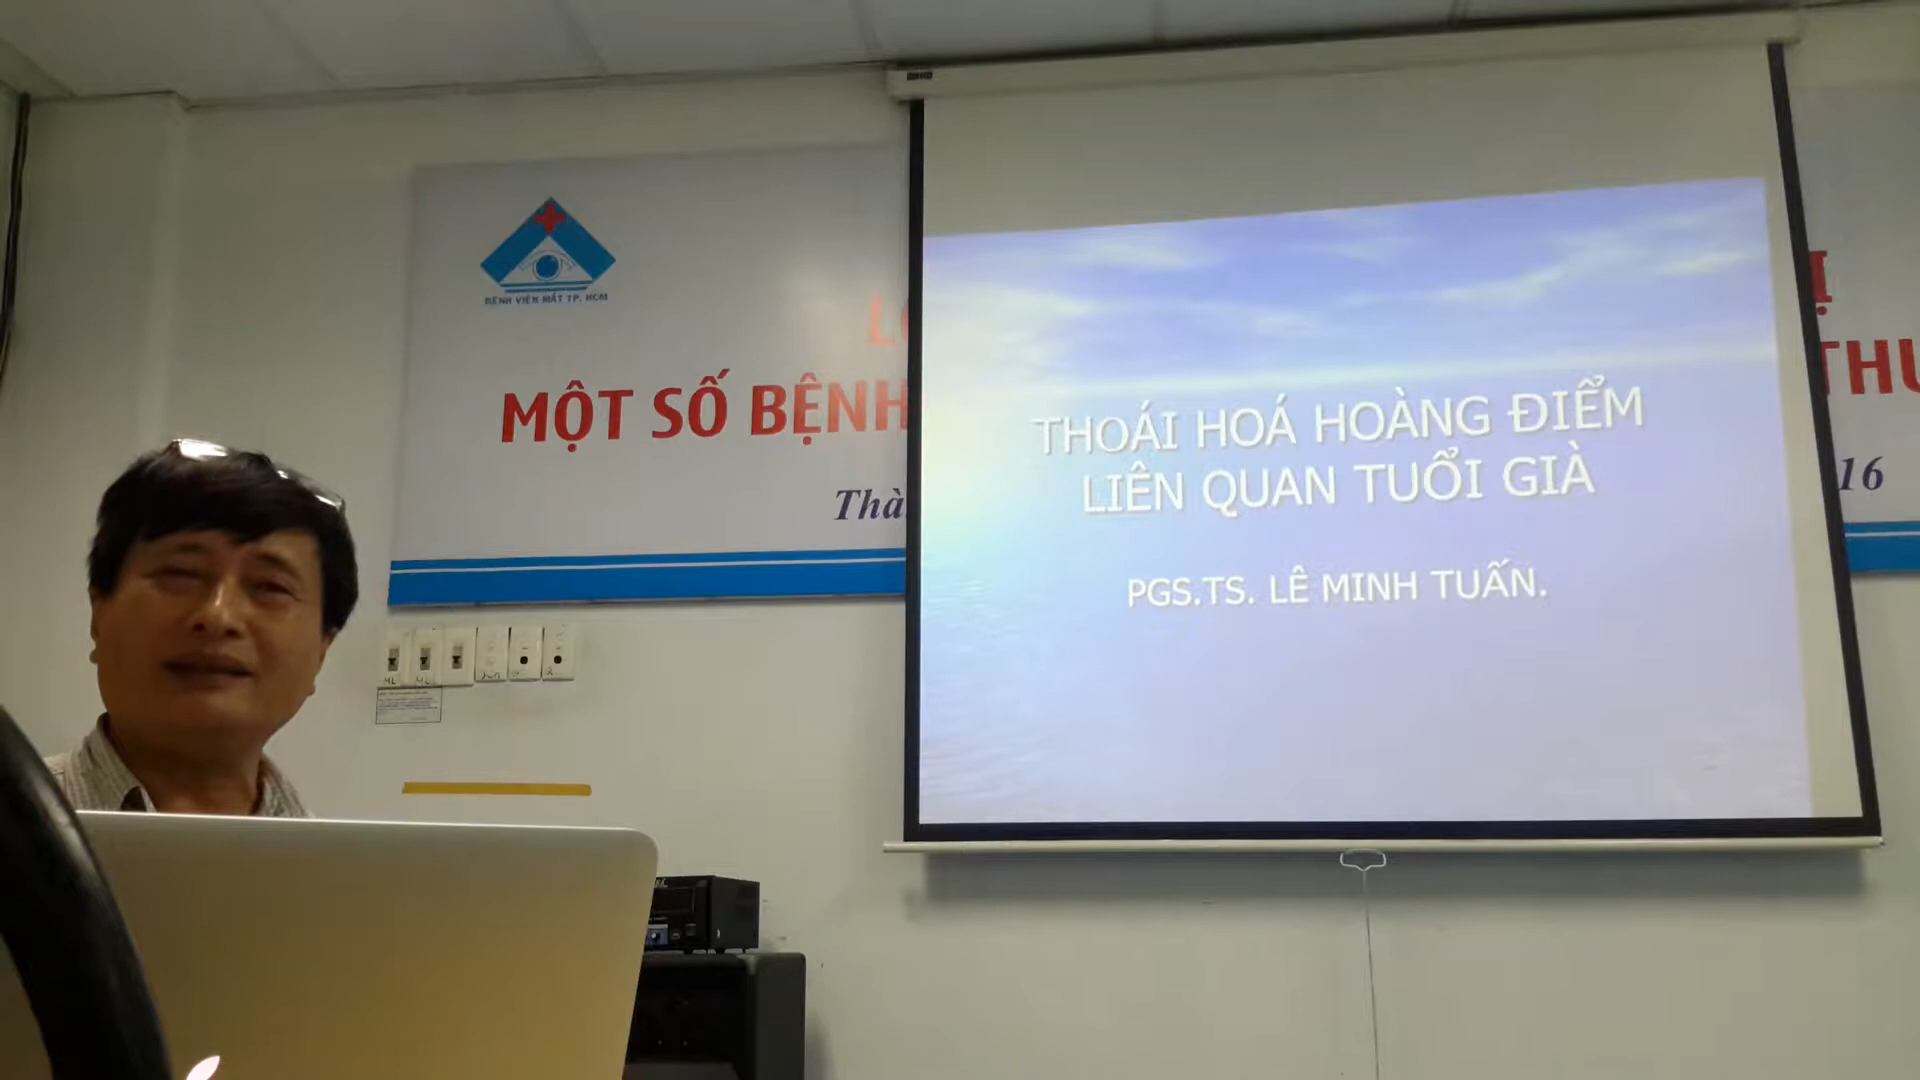 BỆNH VIỆN MẮT TP. HCM
MỘT SỐ BỆNH
THOÁI HOÁ HOÀNG ĐIỂM
LIÊN QUAN TUỔI GIÀ
PGS.TS. LÊ MINH TUẤN.
THU
16